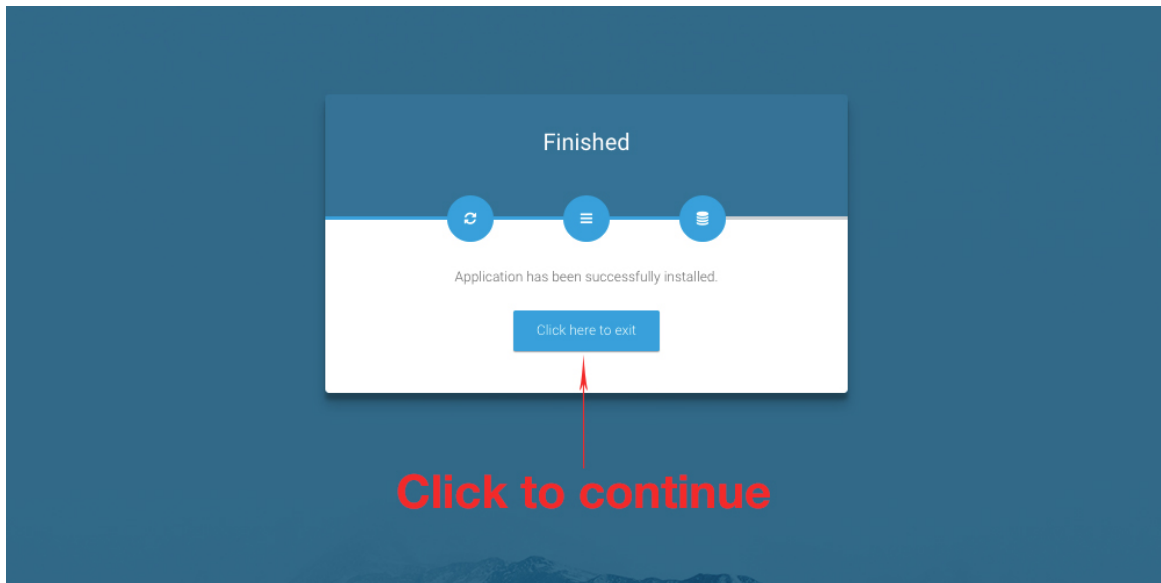 Finished
Application has been successfully installed.
Click here to exit
Click to continue